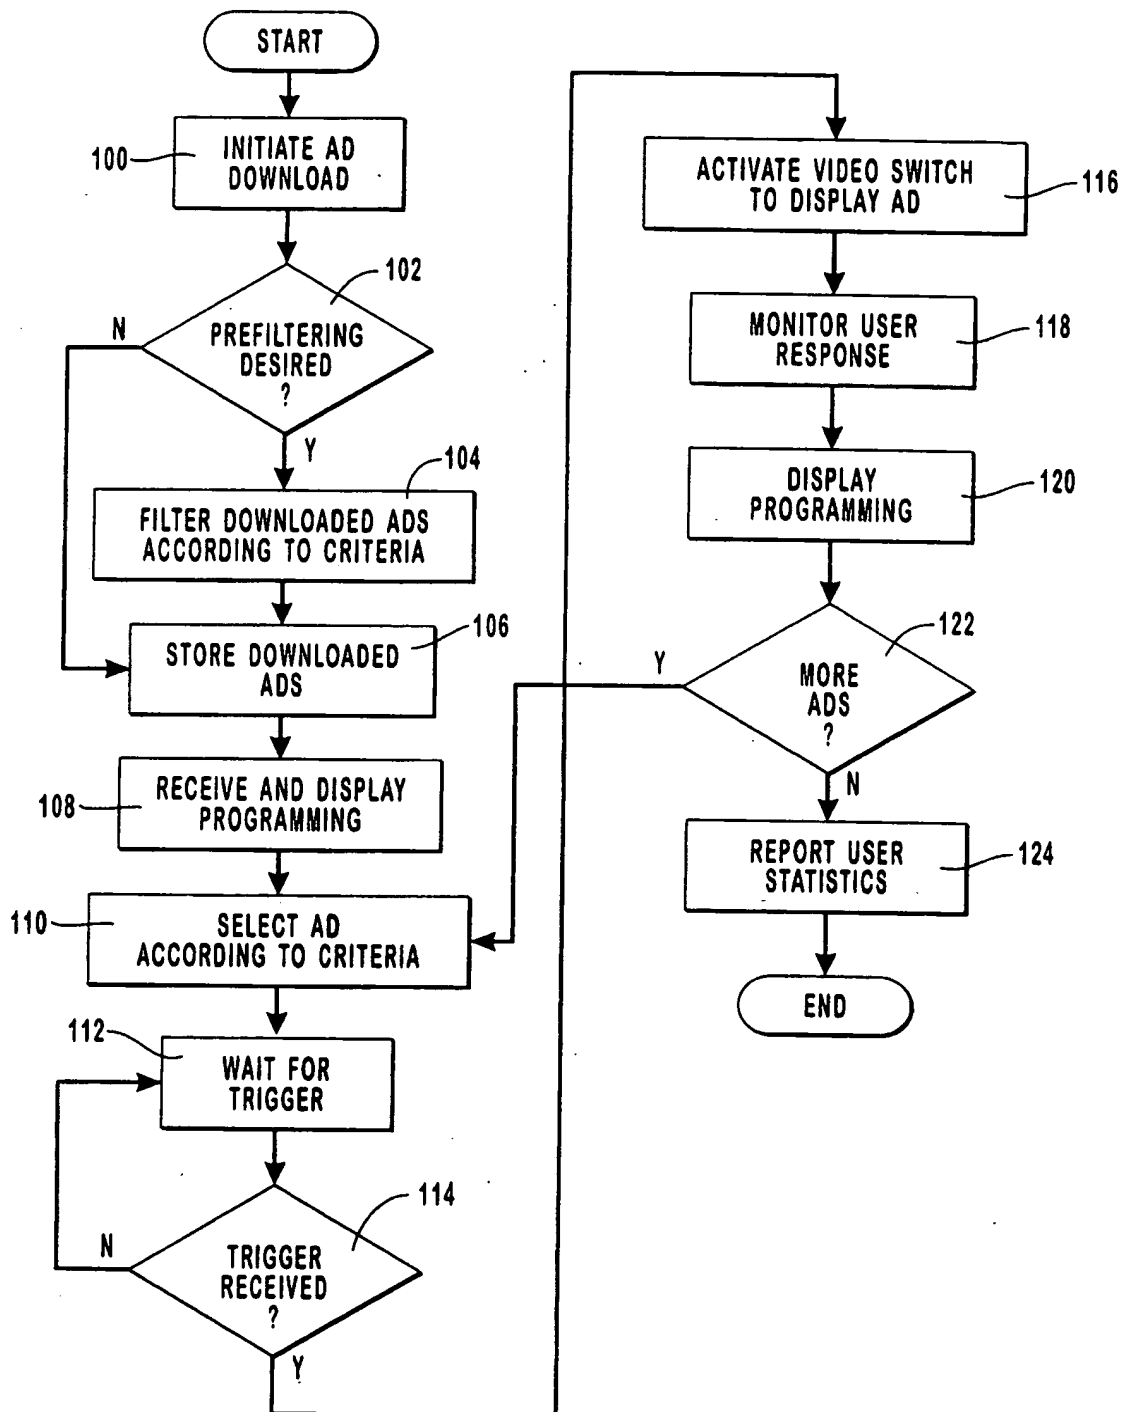 START
100
INITIATE AD
DOWNLOAD
102
N
PREFILTERING
DESIRED
?
Y
104
FILTER DOWNLOADED ADS
ACCORDING TO CRITERIA
106
STORE DOWNLOADED
ADS
108
RECEIVE AND DISPLAY
PROGRAMMING
110
SELECT AD
ACCORDING TO CRITERIA
112
WAIT FOR
TRIGGER
114
N
TRIGGER
RECEIVED
?
Y
ACTIVATE VIDEO SWITCH
TO DISPLAY AD
116
MONITOR USER
RESPONSE
118
DISPLAY
PROGRAMMING
120
122
Y
MORE
ADS
?
N
REPORT USER
STATISTICS
124
END